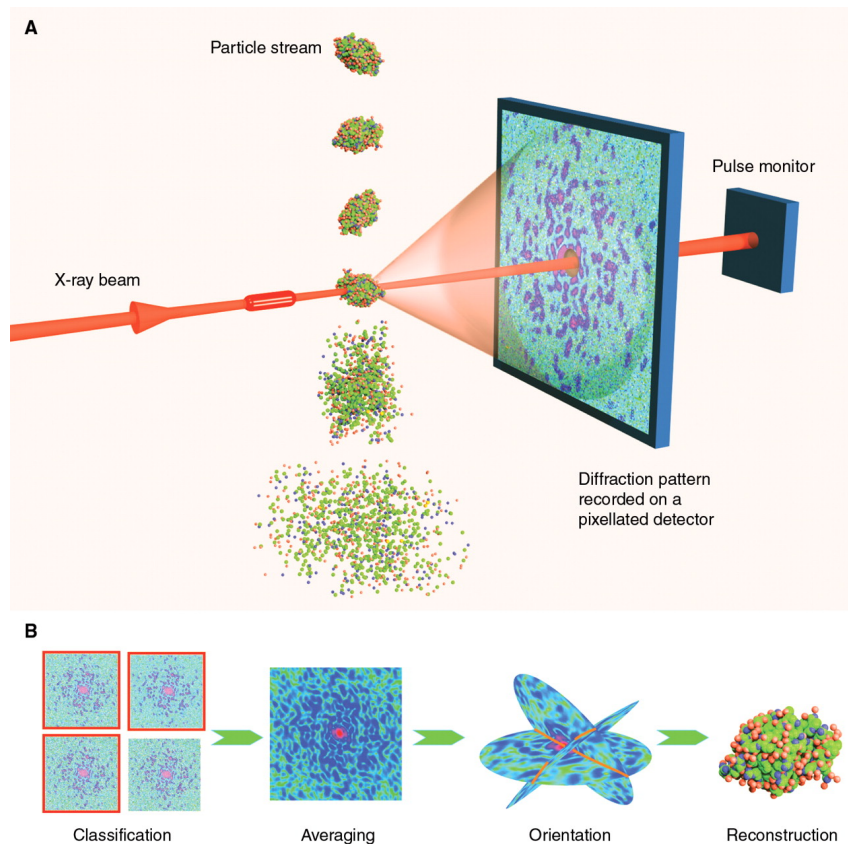 A
Particle stream
Pulse monitor
X-ray beam
Diffraction pattern
recorded on a
pixellated detector
B
Classification
Averaging
Orientation
Reconstruction